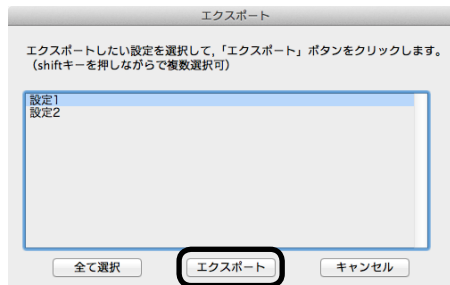 エクスポート
エクスポートしたい設定を選択して,「エクスポート」ボタンをクリックします。
（shiftキーを押しながらで複数選択可）
設定1
設定2
全て選択 エクスポート キャンセル